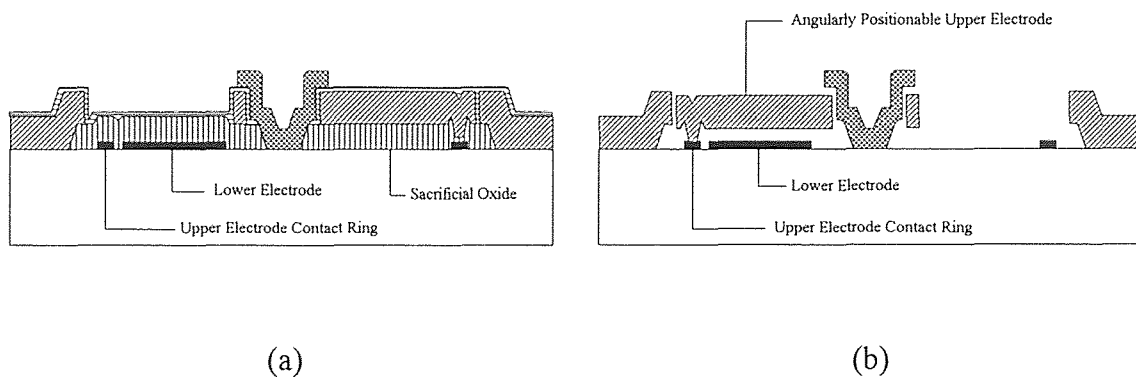 Angularly Positionable Upper Electrode
Lower Electrode
Sacrificial Oxide
Upper Electrode Contact Ring
Lower Electrode
Upper Electrode Contact Ring
(a)
(b)